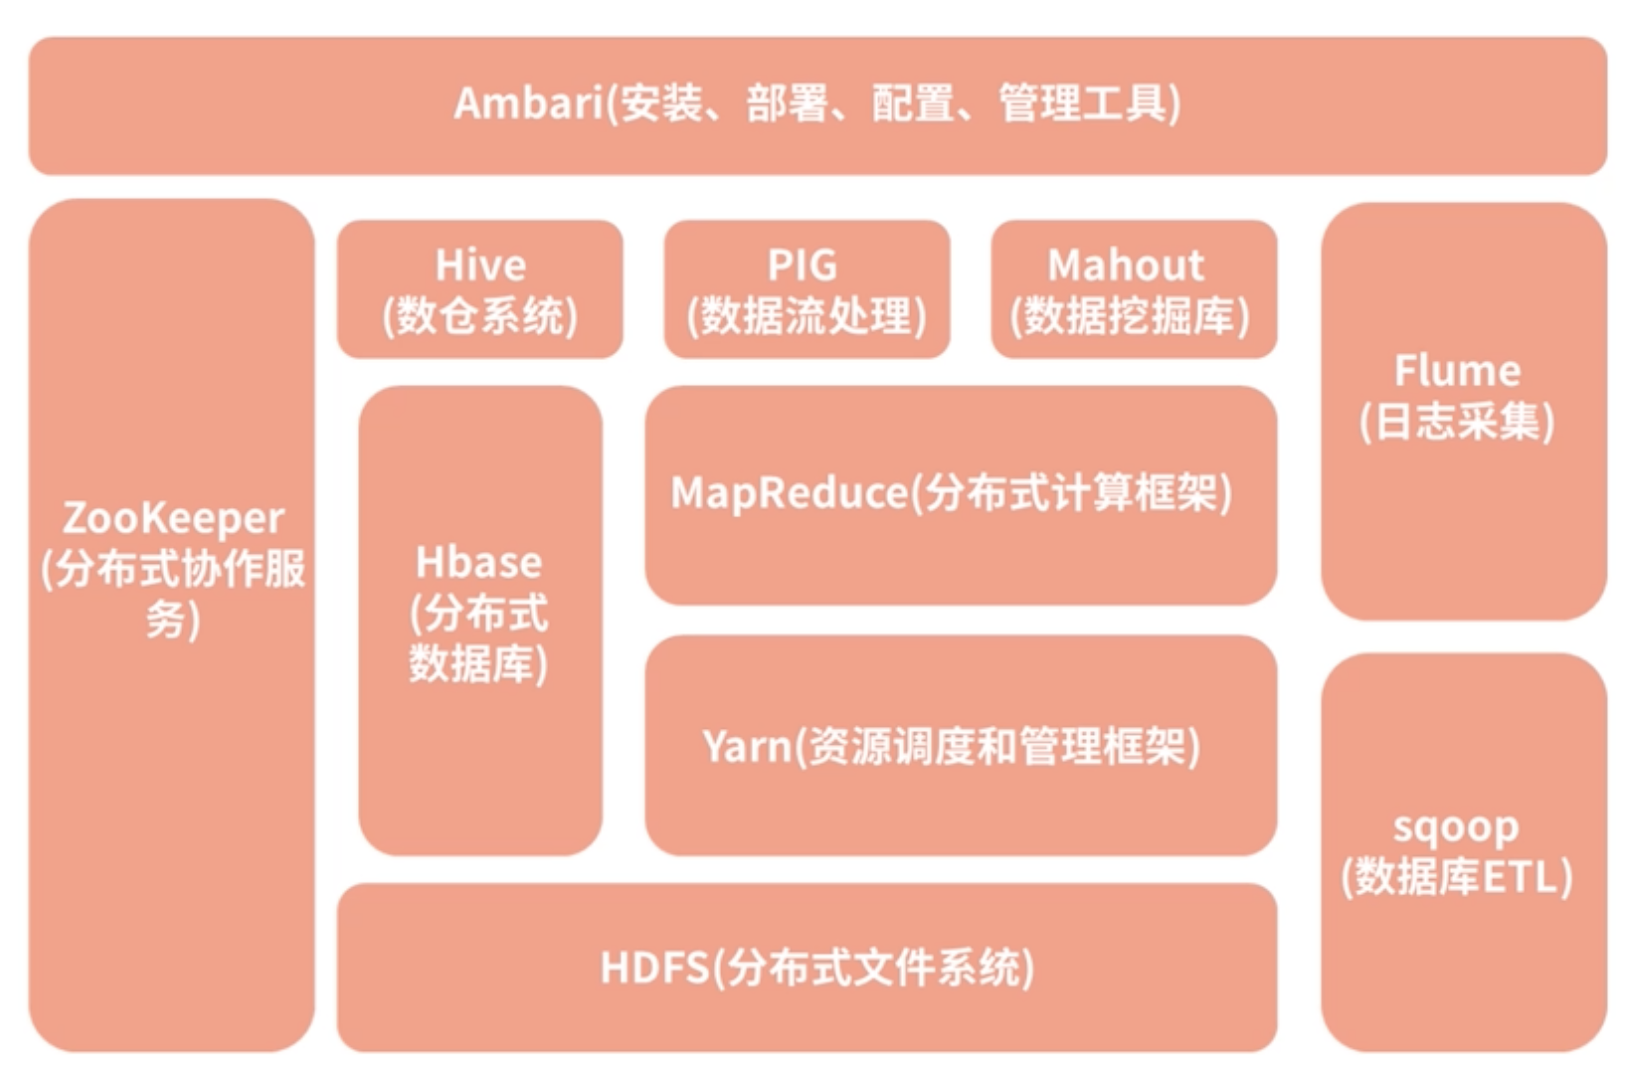 Ambari(安装、部署、配置、管理工具)
ZooKeeper
(分布式协作服
务)
Hive
(数仓系统)
PIG
(数据流处理)
Mahout
(数据挖掘库)
Hbase
(分布式
数据库)
MapReduce(分布式计算框架)
Yarn(资源调度和管理框架)
HDFS(分布式文件系统)
Flume
(日志采集)
sqoop
(数据库ETL)